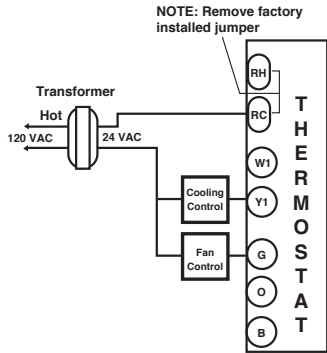 NOTE: Remove factory
installed jumper
RH
Transformer
Hot
RC
120 VAC
24 VAC
W1
Cooling
Control
Y1
Fan
Control
G
O
B
THERMOSTAT